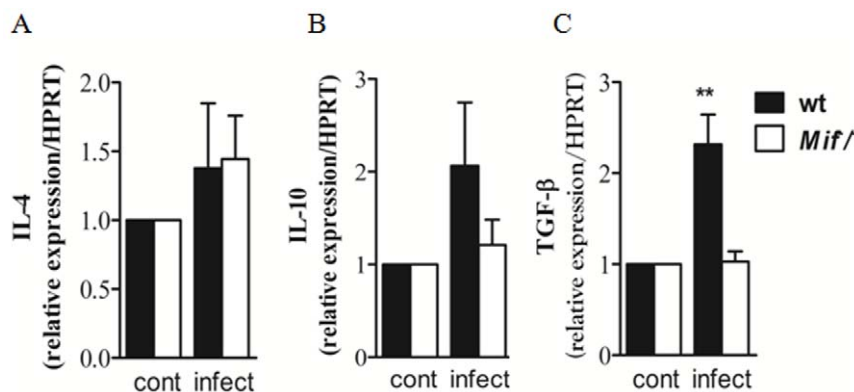 A
IL-4
(relative expression/HPRT)
2.0
1.5
1.0
0.5
0.0
cont infect
B
IL-10
(relative expression/HPRT)
3
2
1
0
cont infect
C
TGF-β
(relative expression/HPRT)
3
2
1
0
**
cont infect
wt
Mif/